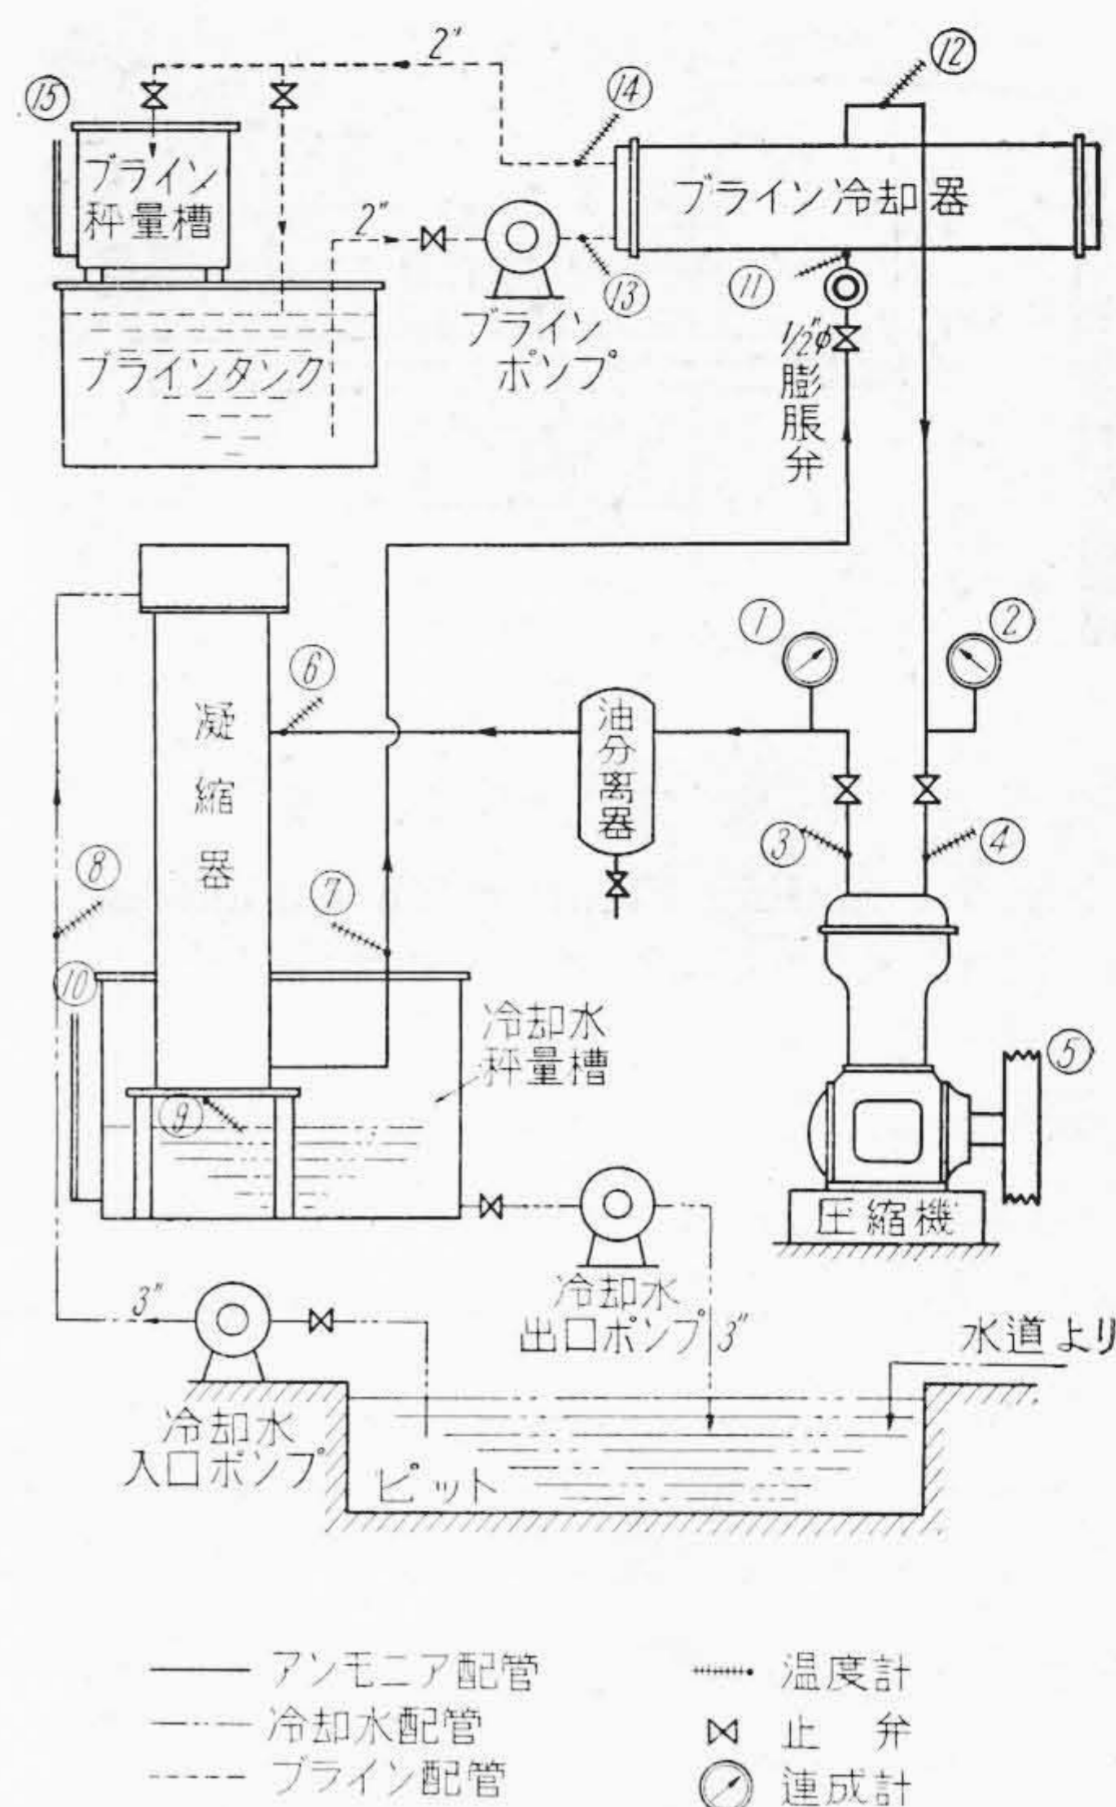 2"
⑫
⑭
⑮
ブライン
秤量槽
ブライン冷却器
2"
⑬
⑪
ブライン
ポンプ
ブラインタンク
1/2"φ
膨脹弁
①
②
⑥
凝縮器
油分離器
③
④
⑧
⑦
⑩
冷却水
秤量槽
⑤
⑨
圧縮機
3"
冷却水
出口ポンプ
3"
水道より
冷却水
入口ポンプ
ピット
アンモニア配管
温度計
冷却水配管
止弁
ブライン配管
連成計